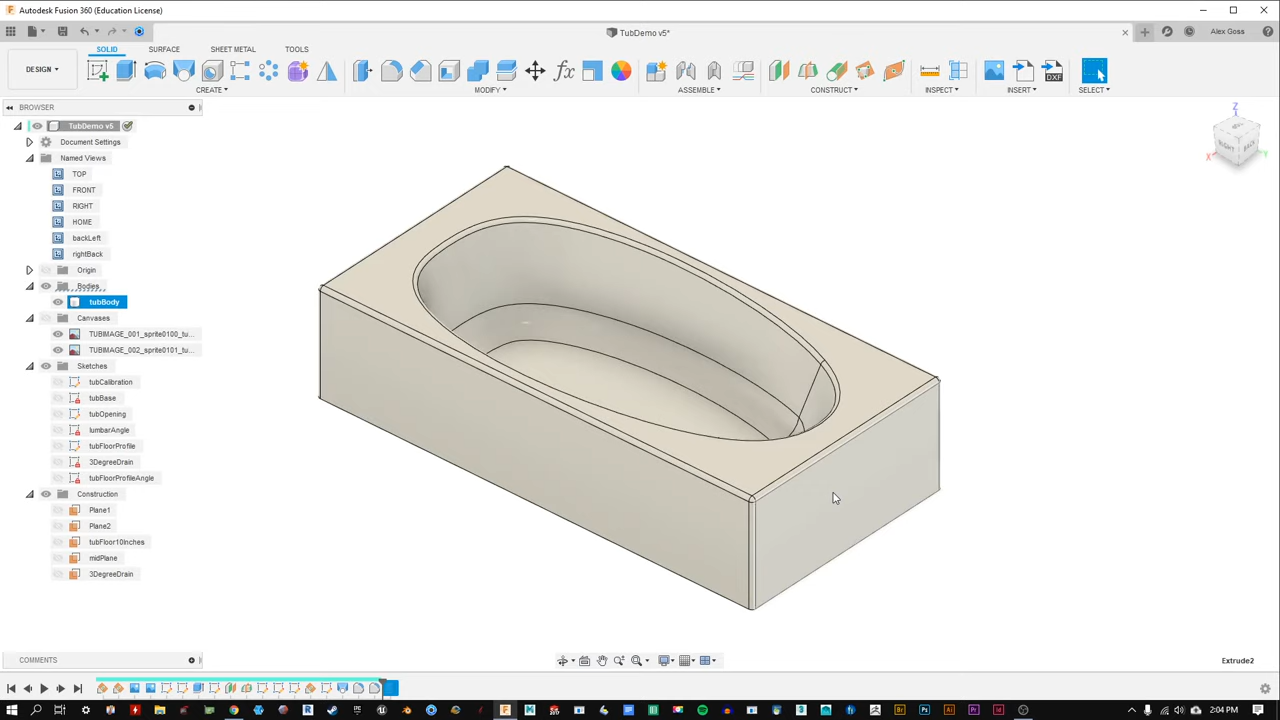 Autodesk Fusion 360 (Education License)
TubDemo v5*
Alex Goss
SOLID SURFACE SHEET METAL TOOLS
DESIGN
CREATE MODIFY ASSEMBLE CONSTRUCT INSPECT INSERT SELECT
DXF
BROWSER
TubDemo v5
Document Settings
Named Views
TOP
FRONT
RIGHT
HOME
backLeft
rightBack
Origin
Bodies
tubBody
Canvases
TUBIMAGE_001_sprite0100_tu...
TUBIMAGE_002_sprite0101_tu...
Sketches
tubCalibration
tubBase
tubOpening
lumbarAngle
tubFloorProfile
3DegreeDrain
tubFloorProfileAngle
Construction
Plane1
Plane2
tubFloor10Inches
midPlane
3DegreeDrain
Z
RIGHT BACK
X Y
COMMENTS
Extrude2
2:04 PM